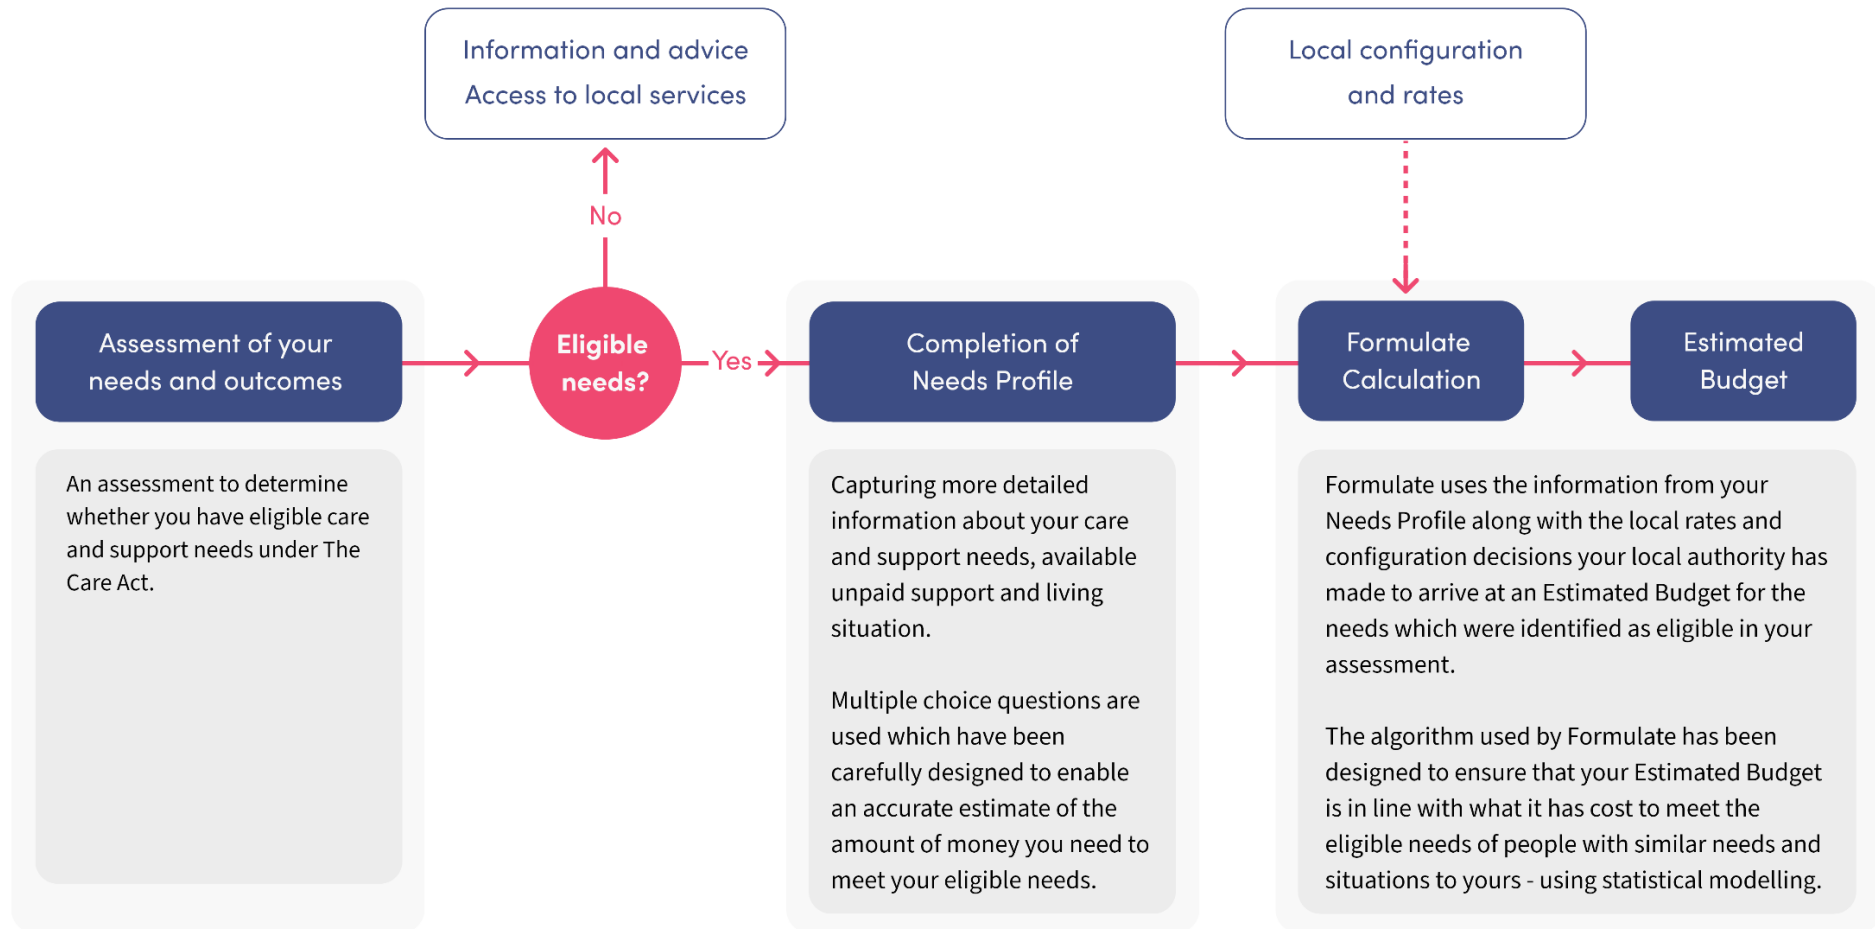 Information and advice
Access to local services
Local configuration
and rates
No
Assessment of your
needs and outcomes
Eligible
needs?
Yes
Completion of
Needs Profile
Formulate
Calculation
Estimated
Budget
An assessment to determine
whether you have eligible care
and support needs under The
Care Act.
Capturing more detailed
information about your care
and support needs, available
unpaid support and living
situation.
Multiple choice questions are
used which have been
carefully designed to enable
an accurate estimate of the
amount of money you need to
meet your eligible needs.
Formulate uses the information from your
Needs Profile along with the local rates and
configuration decisions your local authority has
made to arrive at an Estimated Budget for the
needs which were identified as eligible in your
assessment.
The algorithm used by Formulate has been
designed to ensure that your Estimated Budget
is in line with what it has cost to meet the
eligible needs of people with similar needs and
situations to yours - using statistical modelling.